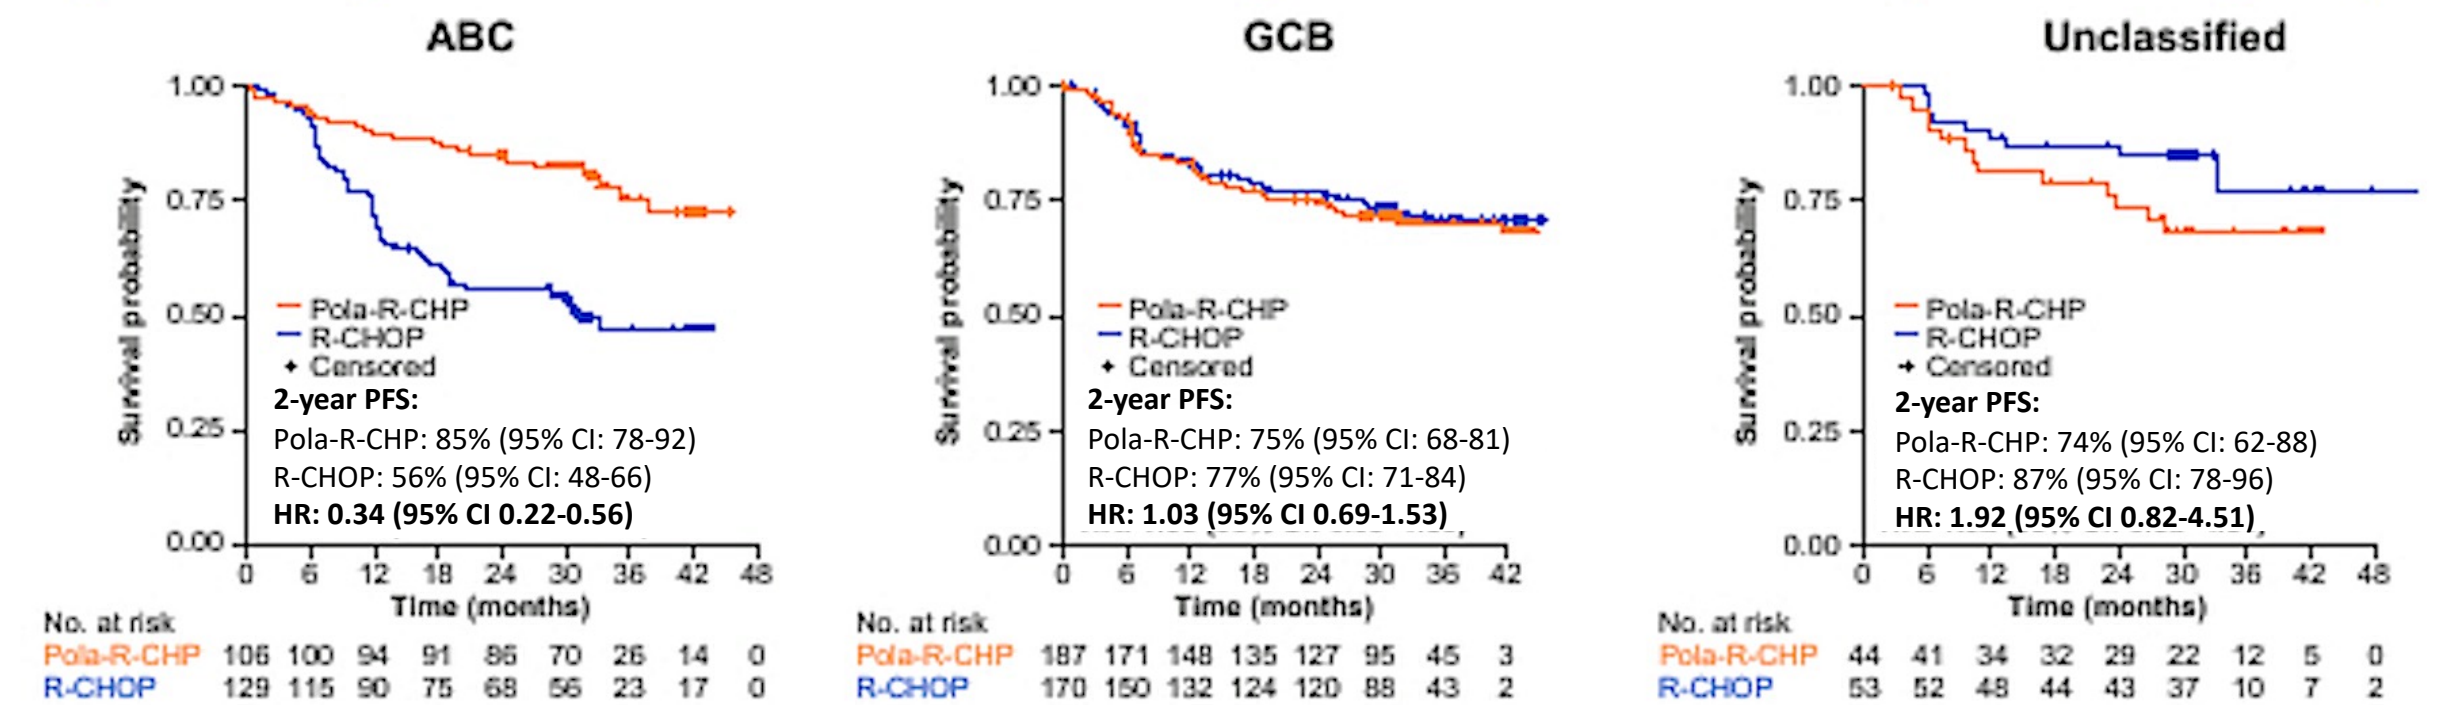 ABC
1.00
0.75
0.50
0.25
0.00
Survival probability
Pola-R-CHP
R-CHOP
Censored
2-year PFS:
Pola-R-CHP: 85% (95% CI: 78-92)
R-CHOP: 56% (95% CI: 48-66)
HR: 0.34 (95% CI 0.22-0.56)
0 6 12 18 24 30 36 42 48
Time (months)
No. at risk
Pola-R-CHP 106 100 94 91 86 70 26 14 0
R-CHOP 129 115 90 75 68 56 23 17 0
GCB
1.00
0.75
0.50
0.25
0.00
Survival probability
Pola-R-CHP
R-CHOP
Censored
2-year PFS:
Pola-R-CHP: 75% (95% CI: 68-81)
R-CHOP: 77% (95% CI: 71-84)
HR: 1.03 (95% CI 0.69-1.53)
0 6 12 18 24 30 36 42
Time (months)
No. at risk
Pola-R-CHP 187 171 148 135 127 95 45 3
R-CHOP 170 150 132 124 120 88 43 2
Unclassified
1.00
0.75
0.50
0.25
0.00
Survival probability
Pola-R-CHP
R-CHOP
Censored
2-year PFS:
Pola-R-CHP: 74% (95% CI: 62-88)
R-CHOP: 87% (95% CI: 78-96)
HR: 1.92 (95% CI 0.82-4.51)
0 6 12 18 24 30 36 42 48
Time (months)
No. at risk
Pola-R-CHP 44 41 34 32 29 22 12 5 0
R-CHOP 53 52 48 44 43 37 10 7 2